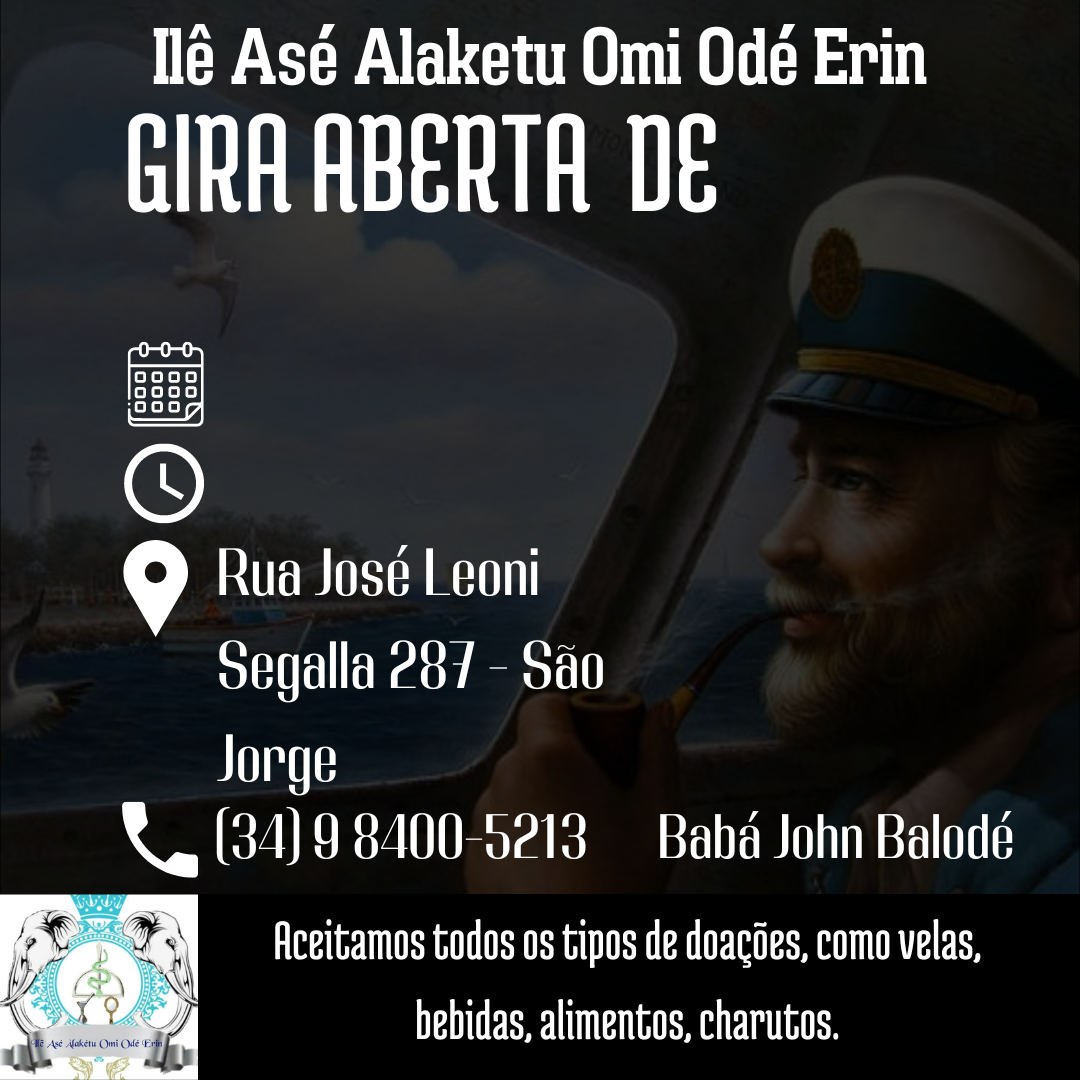 Ilê Asé Alaketu Omi Odé Erin
GIRA ABERTA DE
Rua José Leoni
Segalla 287 - São
Jorge
(34) 9 8400-5213 Babá John Balodé
Aceitamos todos os tipos de doações, como velas,
bebidas, alimentos, charutos.
Ilê Asé Alakétu Omi Odé Erin